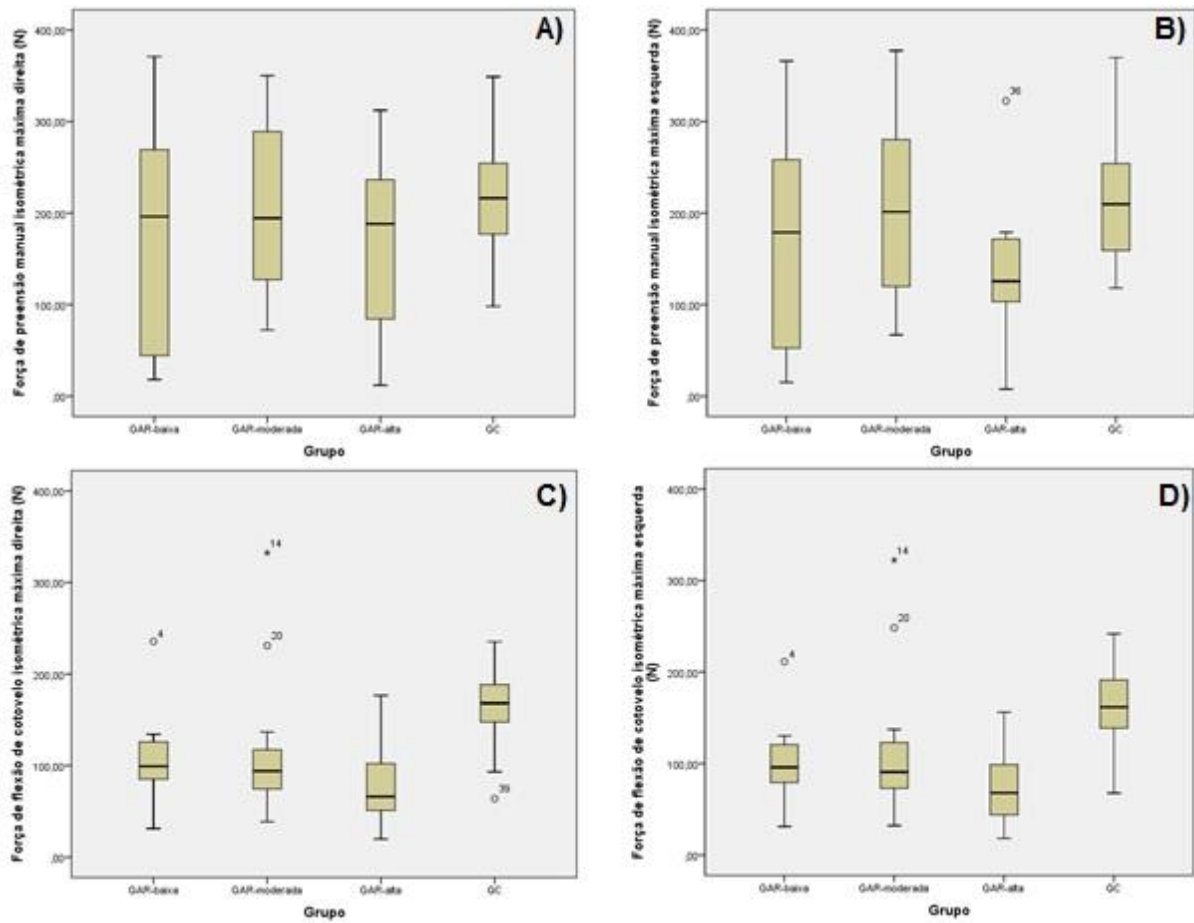 A)
Força de preensão manual isométrica máxima direita (N)
400,00
300,00
200,00
100,00
,00
GAR-baixa GAR-moderada GAR-alta GC
Grupo
B)
Força de preensão manual isométrica máxima esquerda (N)
400,00
300,00
200,00
100,00
,00
36
GAR-baixa GAR-moderada GAR-alta GC
Grupo
C)
Força de flexão de cotovelo isométrica máxima direita (N)
400,00
300,00
200,00
100,00
,00
14
4
20
39
GAR-baixa GAR-moderada GAR-alta GC
Grupo
D)
Força de flexão de cotovelo isométrica máxima esquerda
(N)
400,00
300,00
200,00
100,00
,00
14
20
4
GAR-baixa GAR-moderada GAR-alta GC
Grupo